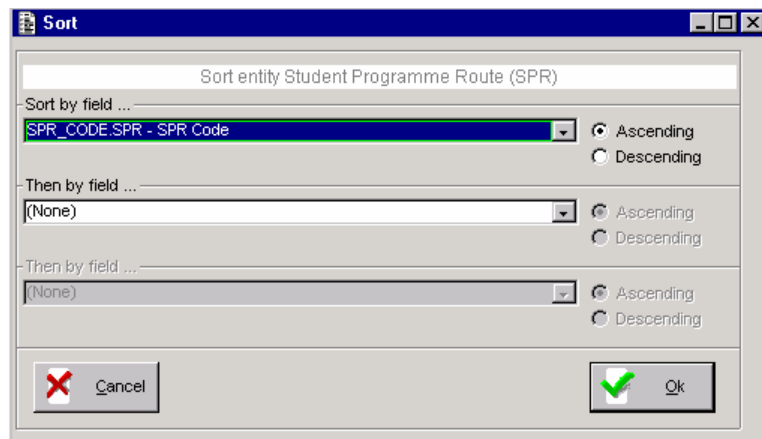 Sort
Sort entity Student Programme Route (SPR)
Sort by field ...
SPR_CODE.SPR - SPR Code
Ascending
Descending
Then by field ...
(None)
Ascending
Descending
Then by field ...
(None)
Ascending
Descending
Cancel
Ok